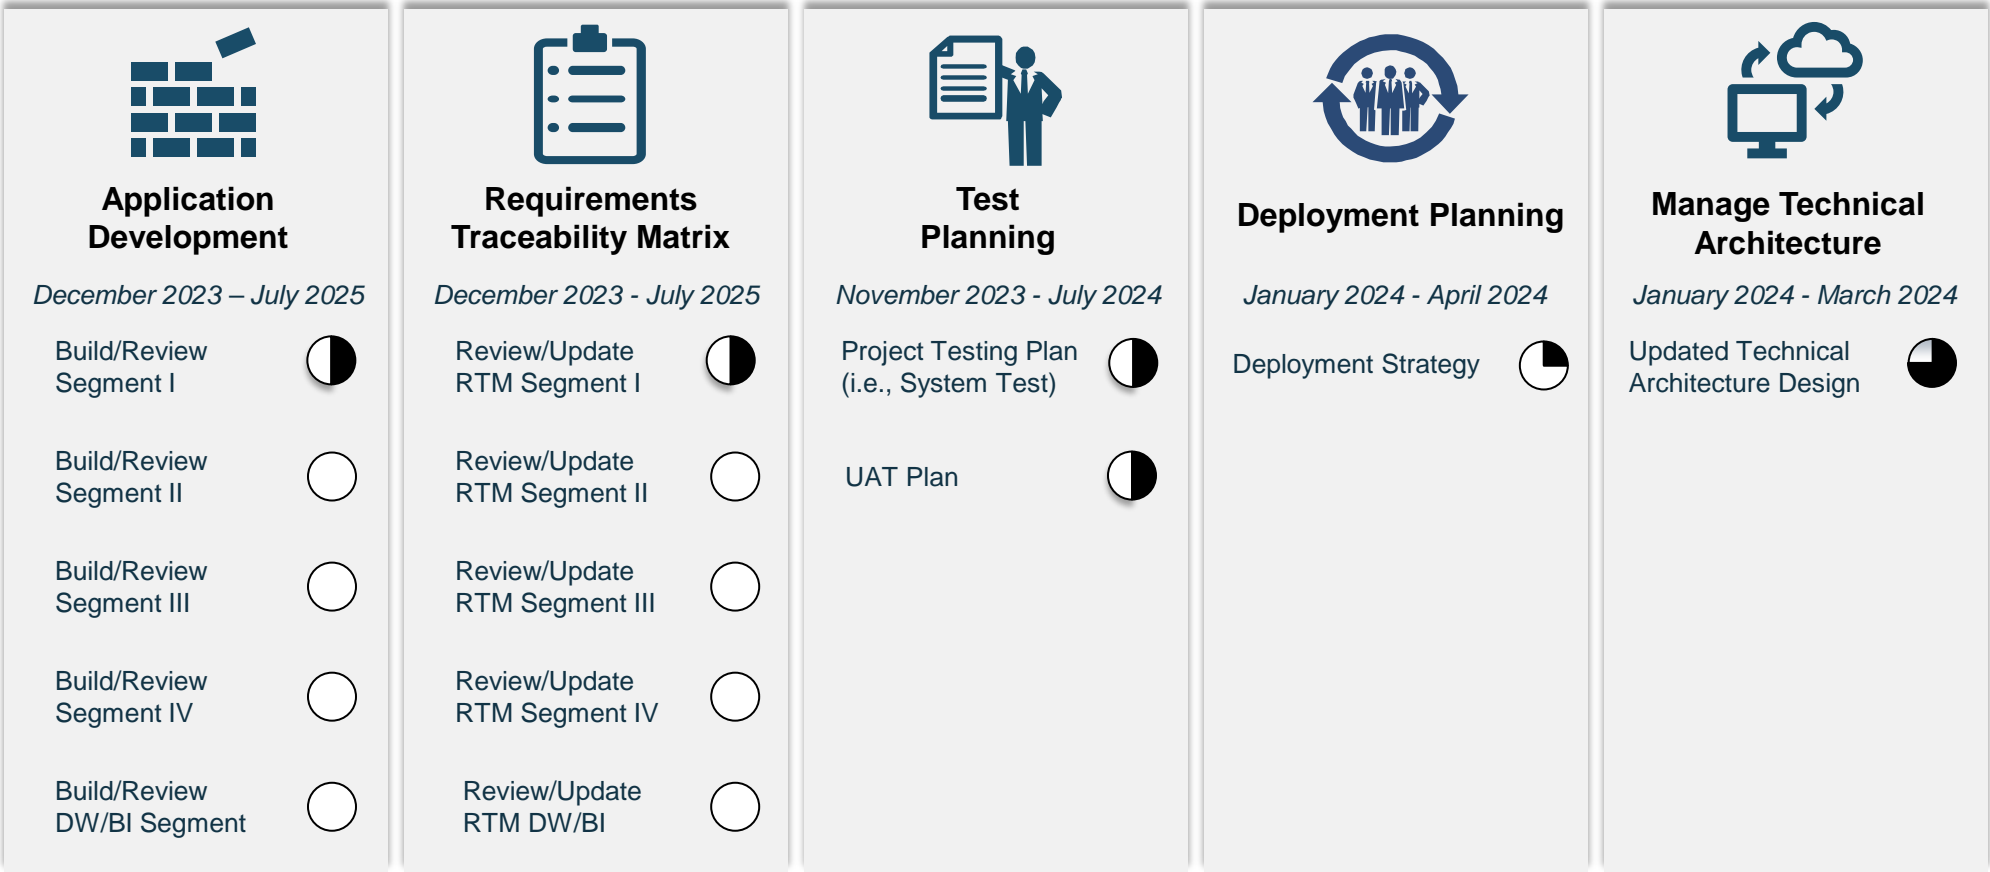 Application
Development
December 2023 – July 2025
Build/Review
Segment I
Build/Review
Segment II
Build/Review
Segment III
Build/Review
Segment IV
Build/Review
DW/BI Segment
Requirements
Traceability Matrix
December 2023 - July 2025
Review/Update
RTM Segment I
Review/Update
RTM Segment II
Review/Update
RTM Segment III
Review/Update
RTM Segment IV
Review/Update
RTM DW/BI
Test
Planning
November 2023 - July 2024
Project Testing Plan
(i.e., System Test)
UAT Plan
Deployment Planning
January 2024 - April 2024
Deployment Strategy
Manage Technical
Architecture
January 2024 - March 2024
Updated Technical
Architecture Design